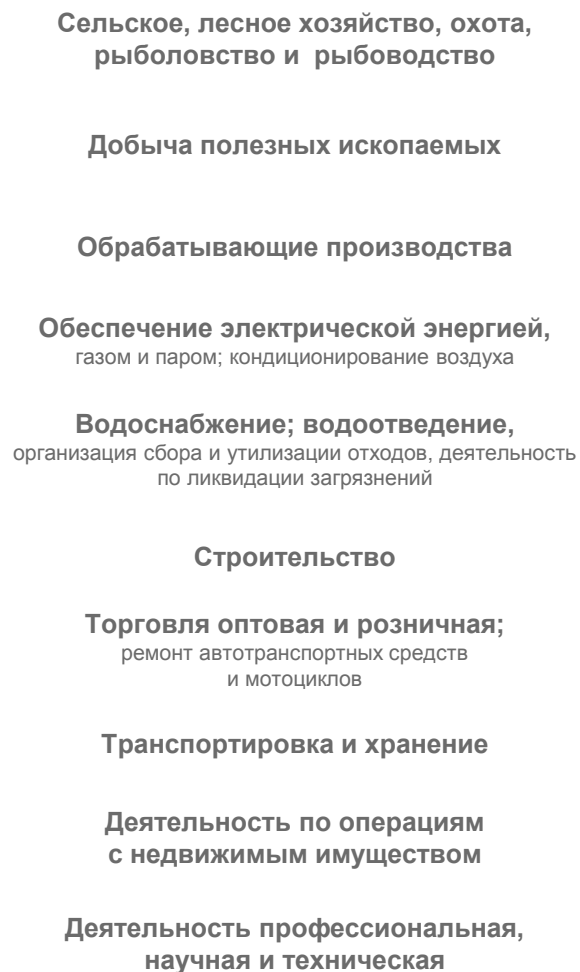 Сельское, лесное хозяйство, охота,
рыболовство и рыбоводство
Добыча полезных ископаемых
Обрабатывающие производства
Обеспечение электрической энергией,
газом и паром; кондиционирование воздуха
Водоснабжение; водоотведение,
организация сбора и утилизации отходов, деятельность
по ликвидации загрязнений
Строительство
Торговля оптовая и розничная;
ремонт автотранспортных средств
и мотоциклов
Транспортировка и хранение
Деятельность по операциям
с недвижимым имуществом
Деятельность профессиональная,
научная и техническая